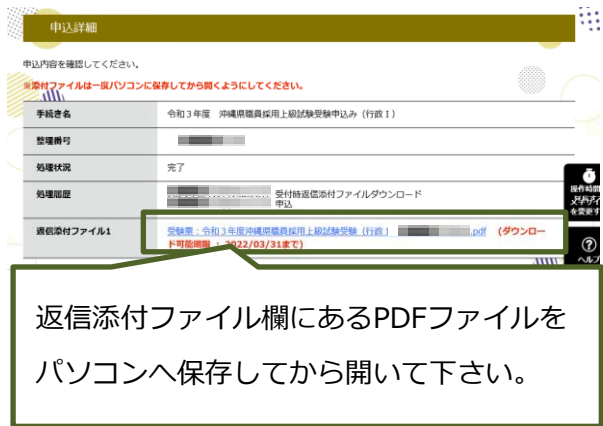 申込詳細
申込内容を確認してください。
※添付ファイルは一度パソコンに保存してから開くようにしてください。
手続き名 令和3年度 沖縄県職員採用上級試験受験申込み（行政Ⅰ）
整理番号
処理状況 完了
処理履歴 受付時返信添付ファイルダウンロード
申込
返信添付ファイル1 受験票：令和3年度沖縄県職員採用上級試験受験（行政 .pdf (ダウンロー
ド可能期限 ： 2022/03/31まで)
操作時間
を変更す
ヘルプ
返信添付ファイル欄にあるPDFファイルを
パソコンへ保存してから開いて下さい。